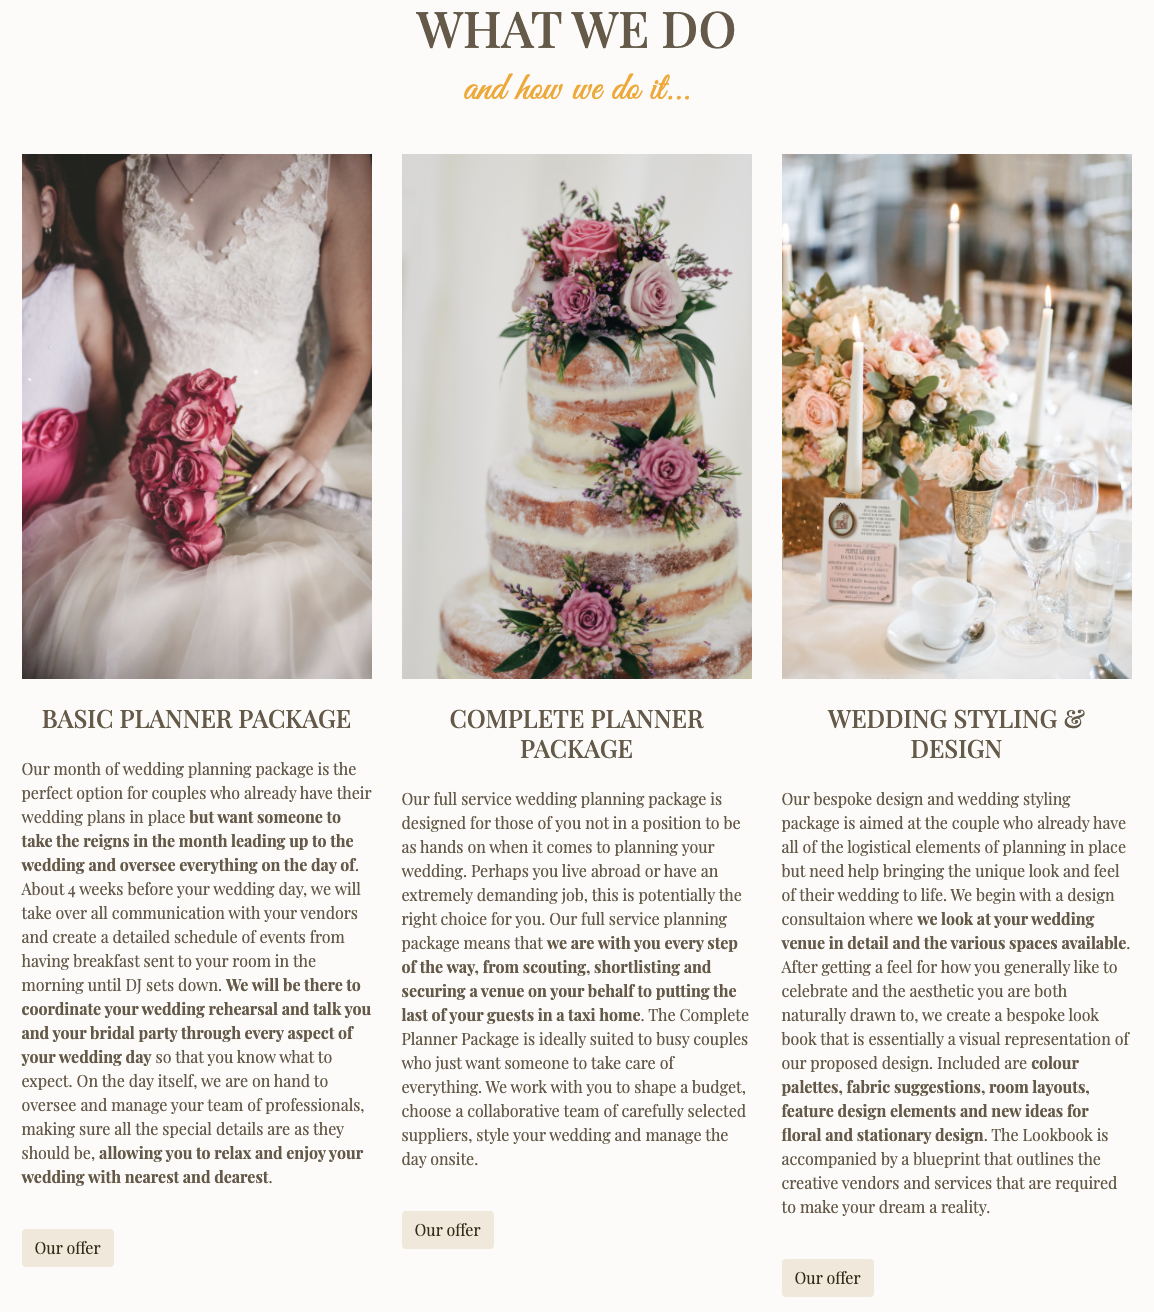 WHAT WE DO
and how we do it...
PEOPLE LAUGHING
DANCING FEET
BASIC PLANNER PACKAGE
Our month of wedding planning package is the
perfect option for couples who already have their
wedding plans in place but want someone to
take the reigns in the month leading up to the
wedding and oversee everything on the day of.
About 4 weeks before your wedding day, we will
take over all communication with your vendors
and create a detailed schedule of events from
having breakfast sent to your room in the
morning until DJ sets down. We will be there to
coordinate your wedding rehearsal and talk you
and your bridal party through every aspect of
your wedding day so that you know what to
expect. On the day itself, we are on hand to
oversee and manage your team of professionals,
making sure all the special details are as they
should be, allowing you to relax and enjoy your
wedding with nearest and dearest.
Our offer
COMPLETE PLANNER
PACKAGE
Our full service wedding planning package is
designed for those of you not in a position to be
as hands on when it comes to planning your
wedding. Perhaps you live abroad or have an
extremely demanding job, this is potentially the
right choice for you. Our full service planning
package means that we are with you every step
of the way, from scouting, shortlisting and
securing a venue on your behalf to putting the
last of your guests in a taxi home. The Complete
Planner Package is ideally suited to busy couples
who just want someone to take care of
everything. We work with you to shape a budget,
choose a collaborative team of carefully selected
suppliers, style your wedding and manage the
day onsite.
Our offer
WEDDING STYLING &
DESIGN
Our bespoke design and wedding styling
package is aimed at the couple who already have
all of the logistical elements of planning in place
but need help bringing the unique look and feel
of their wedding to life. We begin with a design
consultaion where we look at your wedding
venue in detail and the various spaces available.
After getting a feel for how you generally like to
celebrate and the aesthetic you are both
naturally drawn to, we create a bespoke look
book that is essentially a visual representation of
our proposed design. Included are colour
palettes, fabric suggestions, room layouts,
feature design elements and new ideas for
floral and stationary design. The Lookbook is
accompanied by a blueprint that outlines the
creative vendors and services that are required
to make your dream a reality.
Our offer